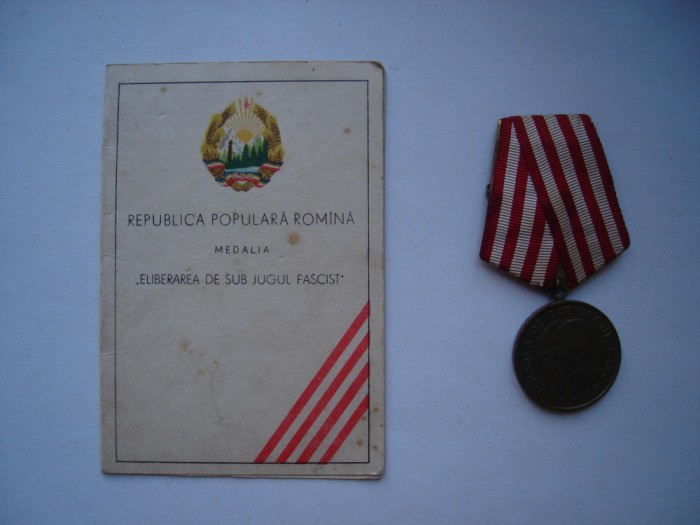 REPUBLICA POPULARĂ ROMÎNĂ
MEDALIA
„ELIBERAREA DE SUB JUGUL FASCIST"